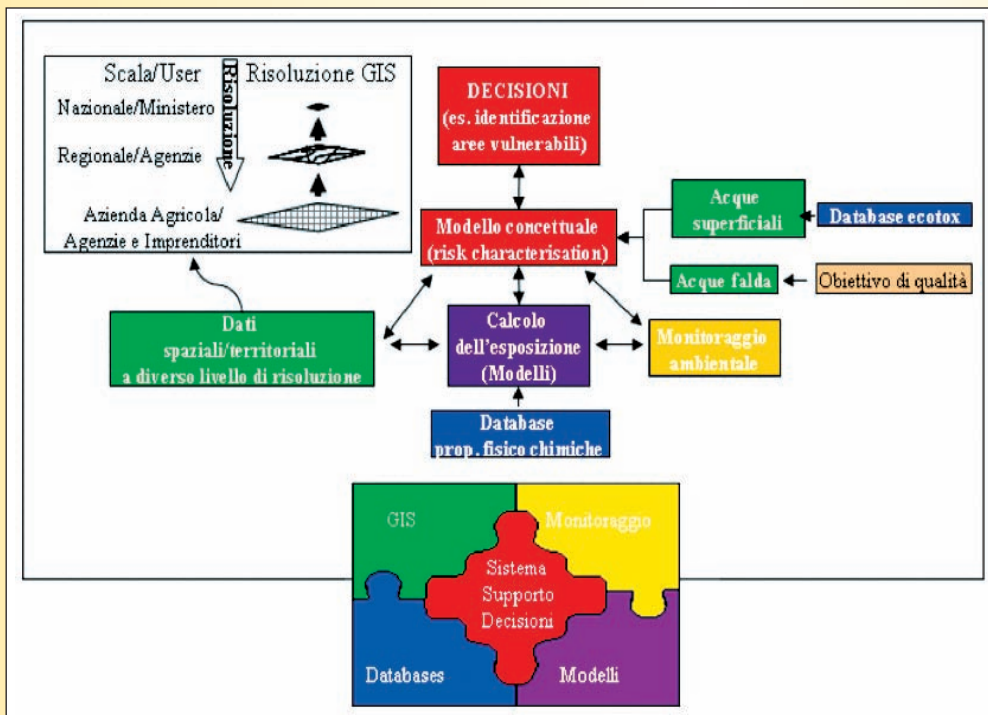 Scala/User
Risoluzione GIS
Risoluzione
Nazionale/Ministero
Regionale/Agenzie
Azienda Agricola/
Agenzie e Imprenditori
DECISIONI
(es. identificazione
aree vulnerabili)
Modello concettuale
(risk characterisation)
Acque
superficiali
Database ecotox
Acque falda
Obiettivo di qualità
Dati
spaziali/territoriali
a diverso livello di risoluzione
Calcolo
dell'esposizione
(Modelli)
Monitoraggio
ambientale
Database
prop. fisico chimiche
GIS
Monitoraggio
Sistema
Supporto
Decisioni
Databases
Modelli